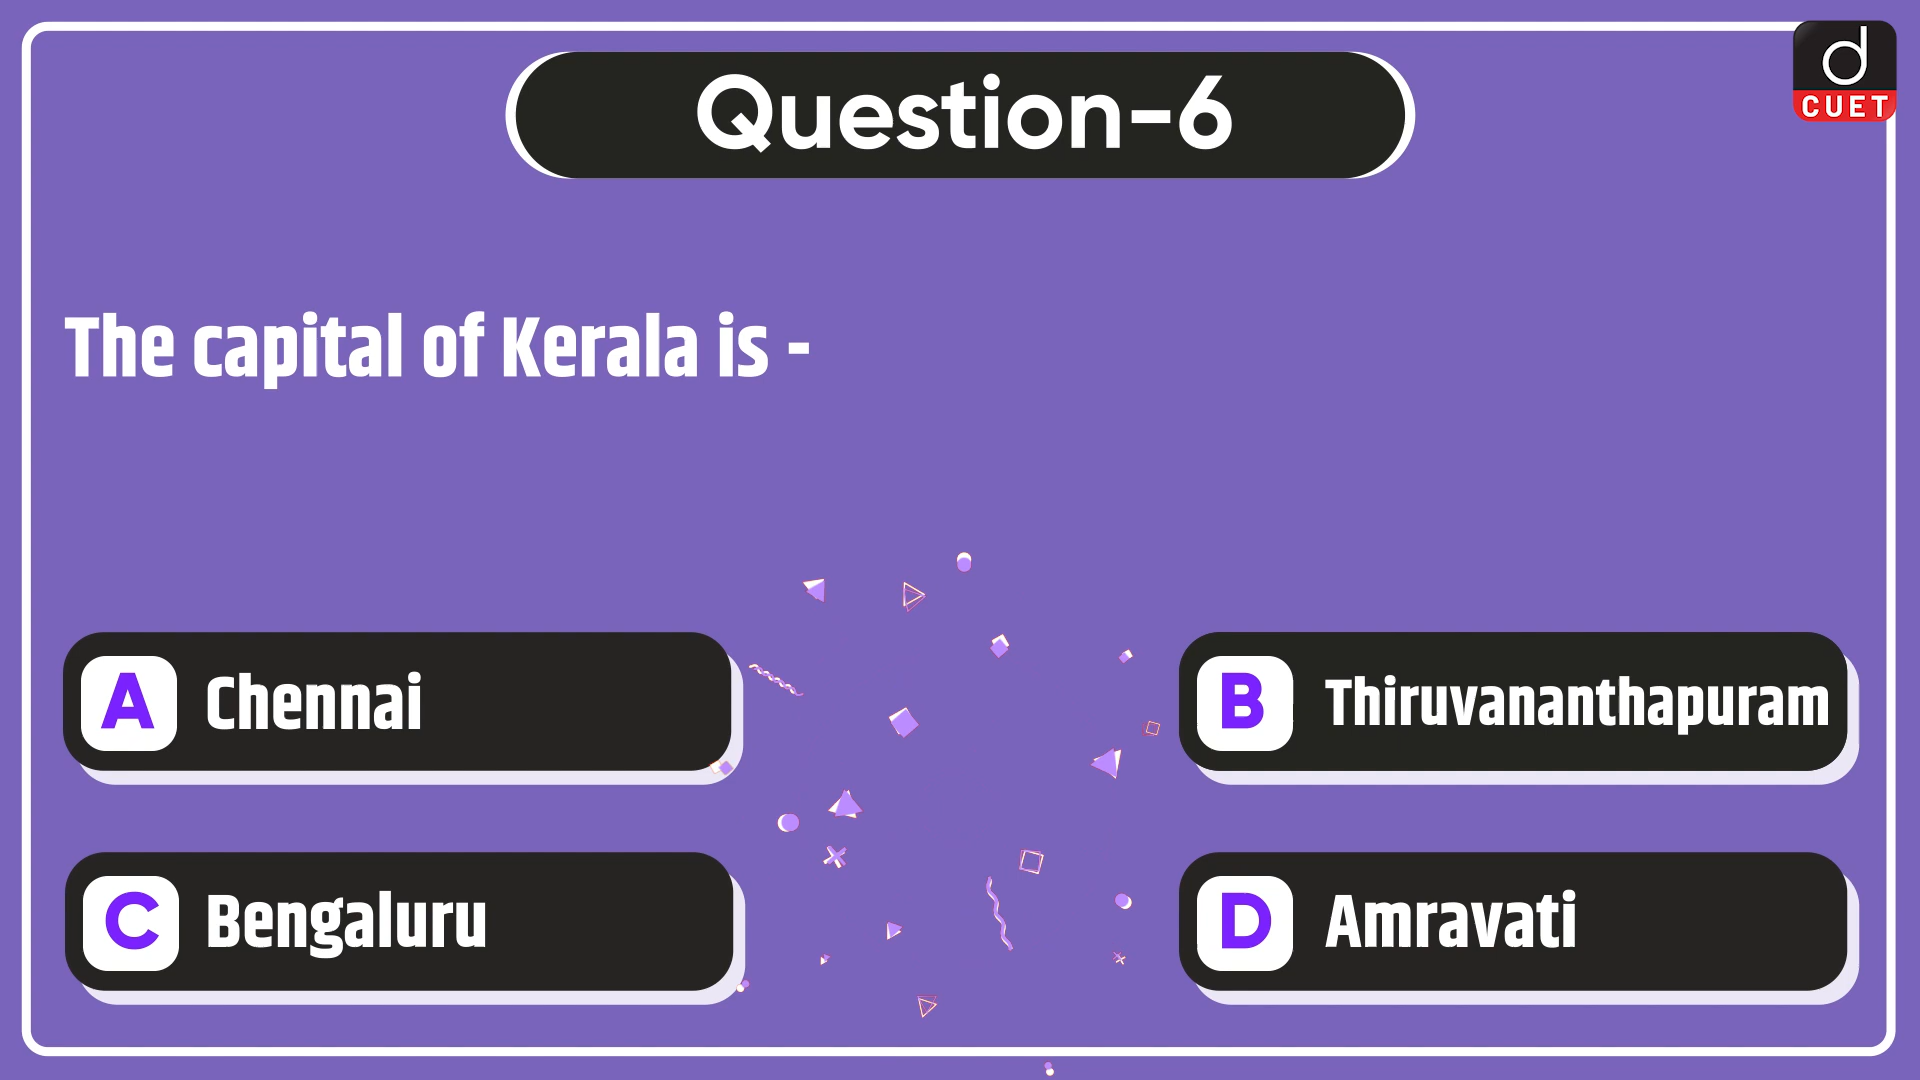 Question-6
d
CUET
The capital of Kerala is -
A Chennai
B Thiruvananthapuram
C Bengaluru
D Amravati